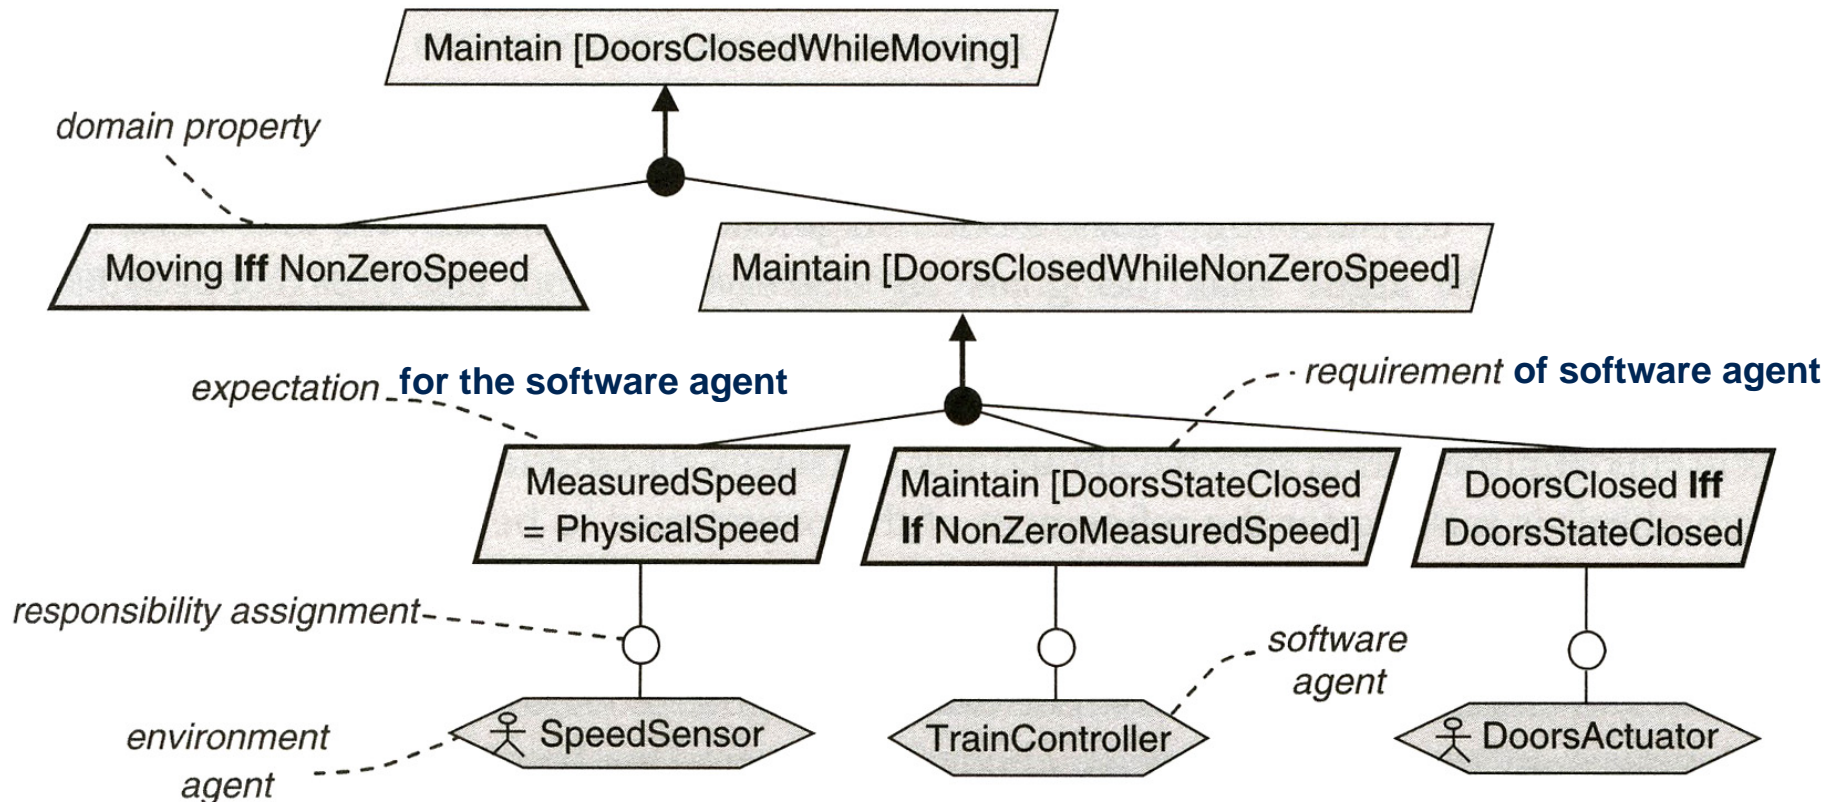 Maintain [DoorsClosedWhileMoving]
domain property
Moving Iff NonZeroSpeed
Maintain [DoorsClosedWhileNonZeroSpeed]
expectation for the software agent
requirement of software agent
MeasuredSpeed
= PhysicalSpeed
Maintain [DoorsStateClosed
If NonZeroMeasuredSpeed]
DoorsClosed Iff
DoorsStateClosed
responsibility assignment
software
agent
environment
agent
SpeedSensor
TrainController
DoorsActuator